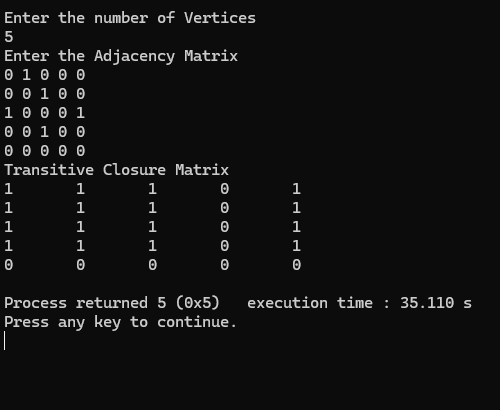 Enter the number of Vertices
5
Enter the Adjacency Matrix
0 1 0 0 0
0 0 1 0 0
1 0 0 0 1
0 0 1 0 0
0 0 0 0 0
Transitive Closure Matrix
1       1       1       0       1
1       1       1       0       1
1       1       1       0       1
1       1       1       0       1
0       0       0       0       0
Process returned 5 (0x5)   execution time : 35.110 s
Press any key to continue.